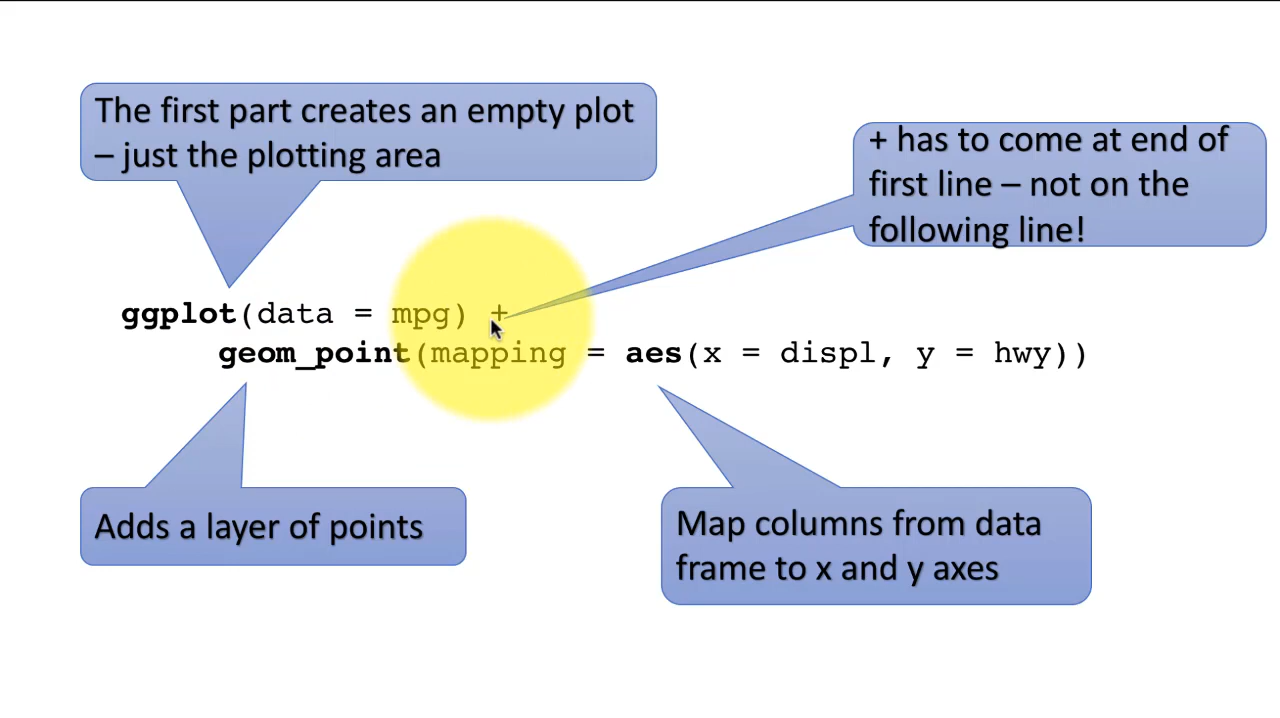 The first part creates an empty plot
– just the plotting area
+ has to come at end of
first line – not on the
following line!
ggplot(data = mpg) +
geom_point(mapping = aes(x = displ, y = hwy))
Adds a layer of points
Map columns from data
frame to x and y axes